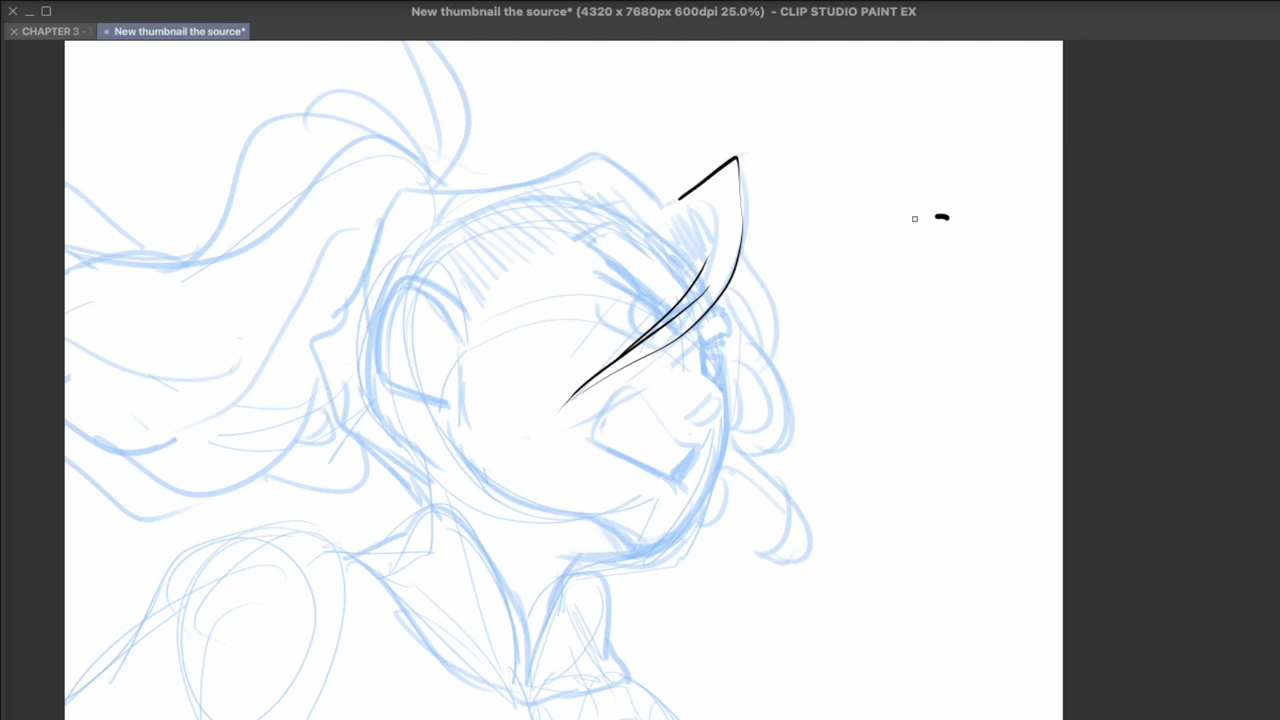 New thumbnail the source* (4320 x 7680px 600dpi 25.0%) - CLIP STUDIO PAINT EX
CHAPTER 3 - New thumbnail the source*